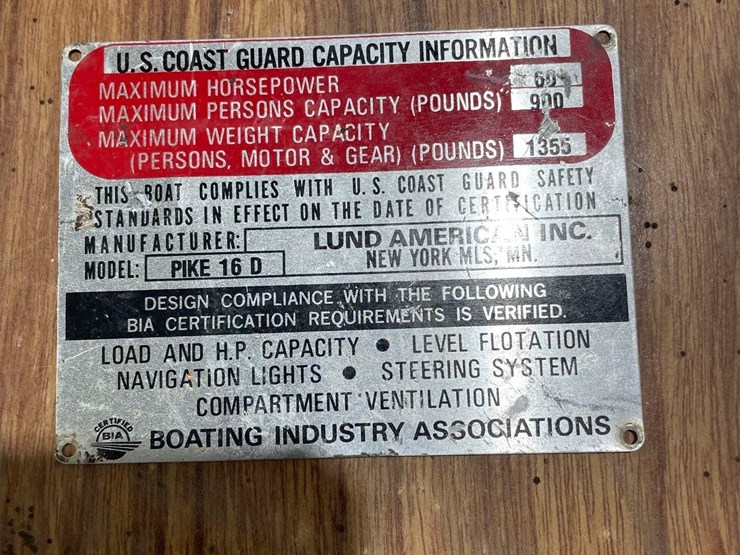 U.S. COAST GUARD CAPACITY INFORMATION
MAXIMUM HORSEPOWER 60
MAXIMUM PERSONS CAPACITY (POUNDS) 900
MAXIMUM WEIGHT CAPACITY
(PERSONS, MOTOR & GEAR) (POUNDS) 1355
THIS BOAT COMPLIES WITH U.S. COAST GUARD SAFETY
STANDARDS IN EFFECT ON THE DATE OF CERTIFICATION
MANUFACTURER: LUND AMERICAN INC.
NEW YORK MLS, MN.
MODEL: PIKE 16 D
DESIGN COMPLIANCE WITH THE FOLLOWING
BIA CERTIFICATION REQUIREMENTS IS VERIFIED.
LOAD AND H.P. CAPACITY ● LEVEL FLOTATION
NAVIGATION LIGHTS ● STEERING SYSTEM
COMPARTMENT VENTILATION
CERTIFIED
BIA
BOATING INDUSTRY ASSOCIATIONS